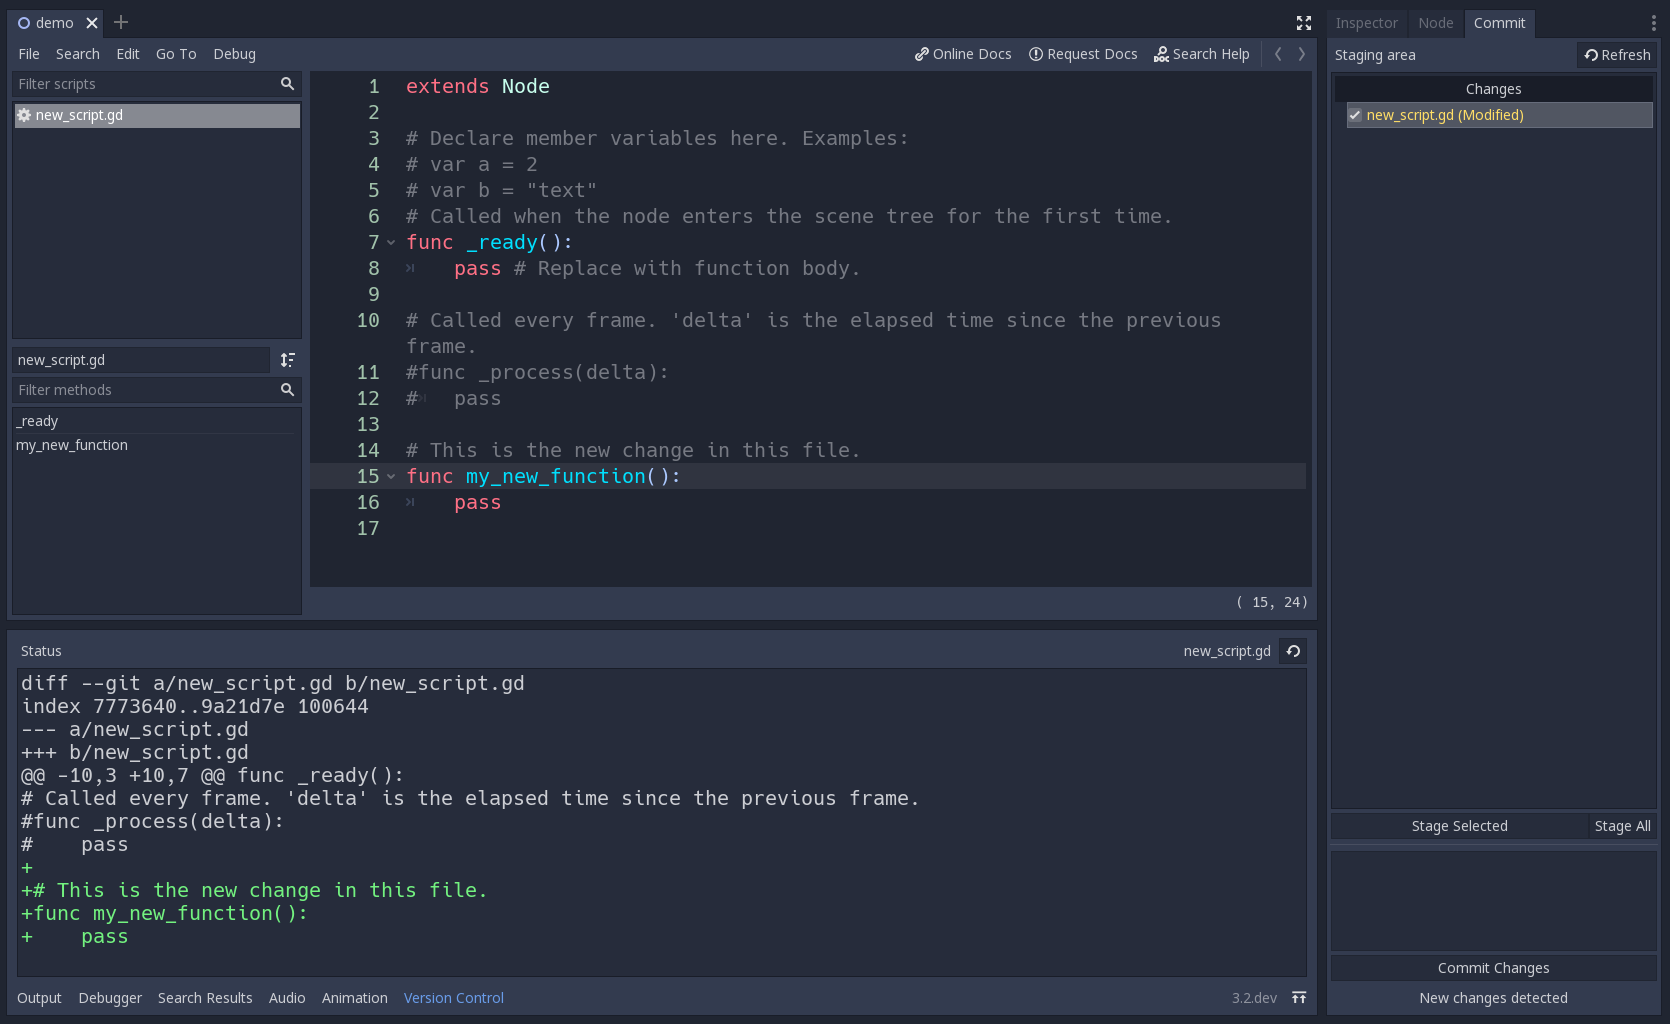 demo
File Search Edit Go To Debug
Online Docs Request Docs Search Help
Filter scripts
new_script.gd
new_script.gd
Filter methods
_ready
my_new_function
1 extends Node
2
3 # Declare member variables here. Examples:
4 # var a = 2
5 # var b = "text"
6 # Called when the node enters the scene tree for the first time.
7 func _ready():
8 pass # Replace with function body.
9
10 # Called every frame. 'delta' is the elapsed time since the previous
frame.
11 #func _process(delta):
12 # pass
13
14 # This is the new change in this file.
15 func my_new_function():
16 pass
17
( 15, 24)
Status
new_script.gd
diff --git a/new_script.gd b/new_script.gd
index 7773640..9a21d7e 100644
--- a/new_script.gd
+++ b/new_script.gd
@@ -10,3 +10,7 @@ func _ready():
# Called every frame. 'delta' is the elapsed time since the previous frame.
#func _process(delta):
#    pass
+
+# This is the new change in this file.
+func my_new_function():
+    pass
Output Debugger Search Results Audio Animation Version Control
3.2.dev
Inspector Node Commit
Staging area
Refresh
Changes
new_script.gd (Modified)
Stage Selected Stage All
Commit Changes
New changes detected